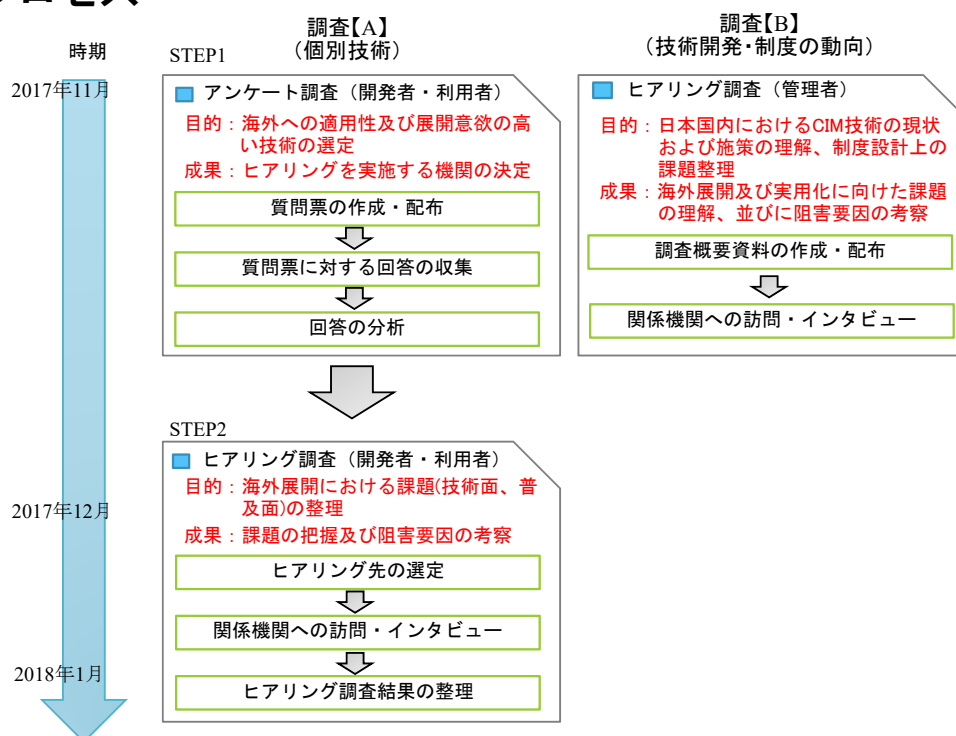 プロセス
時期
2017年11月
2017年12月
2018年1月
調査【A】
(個別技術)
STEP1
アンケート調査(開発者・利用者)
目的:海外への適用性及び展開意欲の高
い技術の選定
成果:ヒアリングを実施する機関の決定
質問票の作成・配布
質問票に対する回答の収集
回答の分析
STEP2
ヒアリング調査(開発者・利用者)
目的:海外展開における課題(技術面、普
及面)の整理
成果:課題の把握及び阻害要因の考察
ヒアリング先の選定
関係機関への訪問・インタビュー
ヒアリング調査結果の整理
調査【B】
(技術開発・制度の動向)
ヒアリング調査(管理者)
目的:日本国内におけるCIM技術の現状
および施策の理解、制度設計上の
課題整理
成果:海外展開及び実用化に向けた課題
の理解、並びに阻害要因の考察
調査概要資料の作成・配布
関係機関への訪問・インタビュー